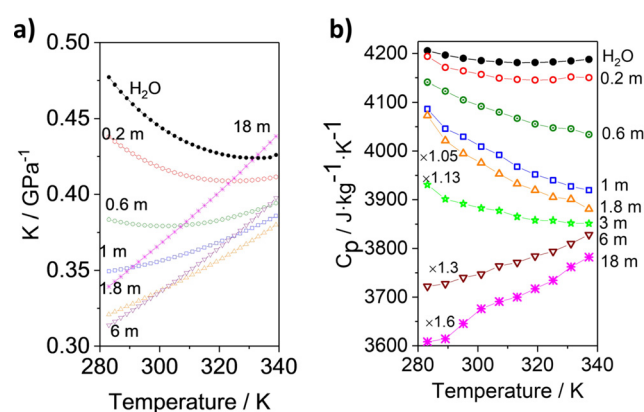 a)
K / GPa⁻¹
0.50
0.45
0.40
0.35
0.30
H₂O
0.2 m
0.6 m
1 m
1.8 m
6 m
18 m
280 300 320 340
Temperature / K
b)
Cp / J·kg⁻¹·K⁻¹
4200
4100
4000
3900
3800
3700
3600
H₂O
0.2 m
0.6 m
1 m
×1.05
1.8 m
×1.13
3 m
6 m
×1.3
18 m
×1.6
280 290 300 310 320 330 340
Temperature / K